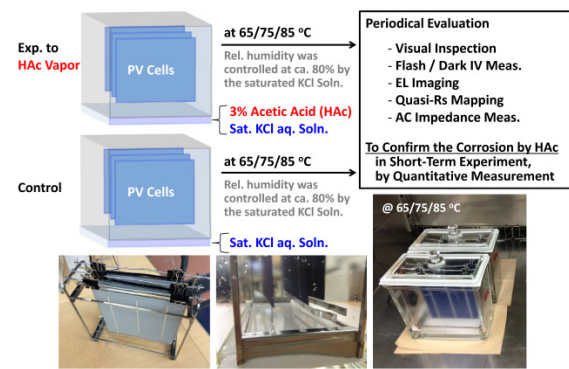 Exp. to
HAc Vapor
PV Cells
at 65/75/85 °C
Rel. humidity was
controlled at ca. 80% by
the saturated KCl Soln.
3% Acetic Acid (HAc)
Sat. KCl aq. Soln.
Control
PV Cells
at 65/75/85 °C
Rel. humidity was
controlled at ca. 80% by
the saturated KCl Soln.
Sat. KCl aq. Soln.
Periodical Evaluation
- Visual Inspection
- Flash / Dark IV Meas.
- EL Imaging
- Quasi-Rs Mapping
- AC Impedance Meas.
To Confirm the Corrosion by HAc
in Short-Term Experiment,
by Quantitative Measurement
@ 65/75/85 °C